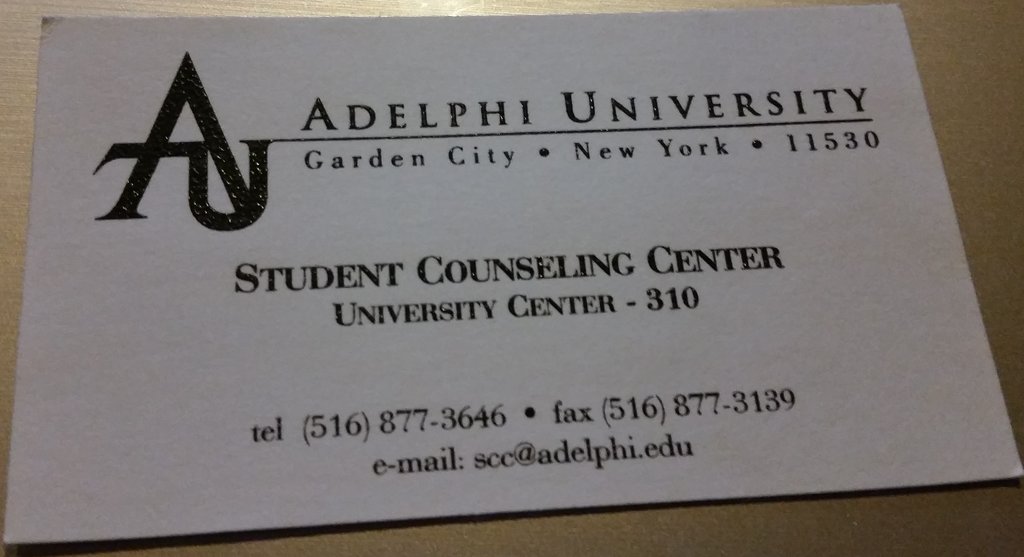 AU
ADELPHI UNIVERSITY
Garden City • New York • 11530
STUDENT COUNSELING CENTER
UNIVERSITY CENTER - 310
tel (516) 877-3646 • fax (516) 877-3139
e-mail: scc@adelphi.edu